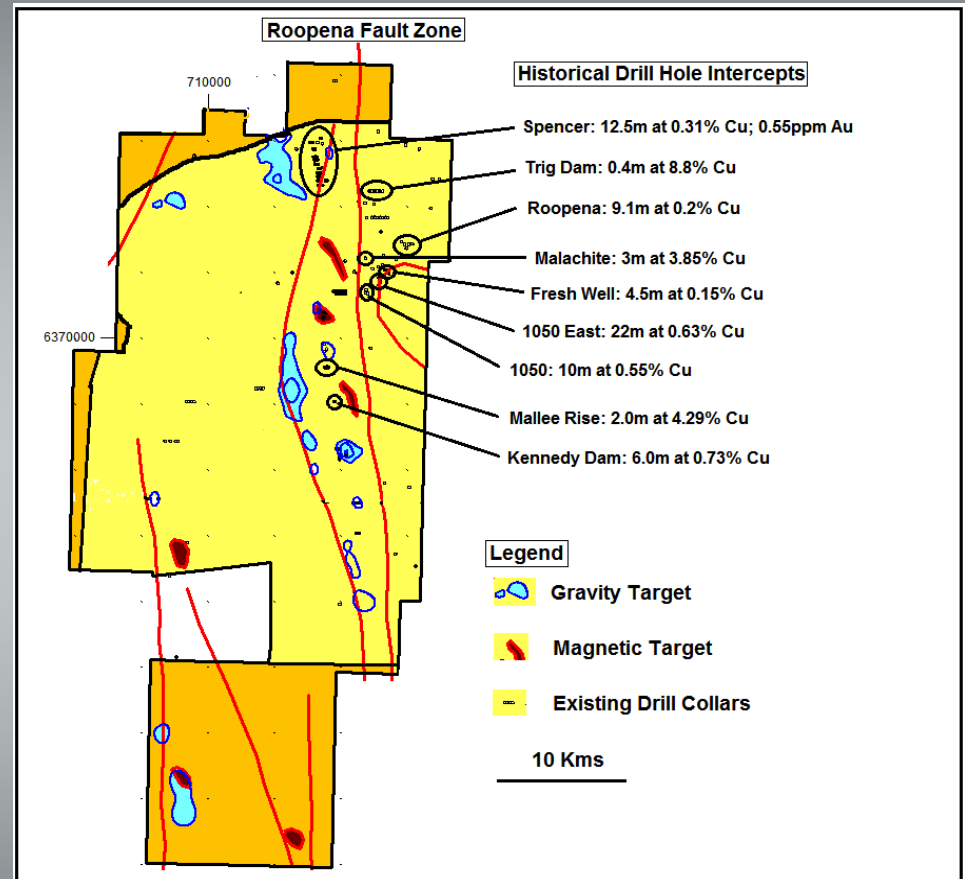 Roopena Fault Zone
710000
Historical Drill Hole Intercepts
Spencer: 12.5m at 0.31% Cu; 0.55ppm Au
Trig Dam: 0.4m at 8.8% Cu
Roopena: 9.1m at 0.2% Cu
Malachite: 3m at 3.85% Cu
Fresh Well: 4.5m at 0.15% Cu
1050 East: 22m at 0.63% Cu
6370000
1050: 10m at 0.55% Cu
Mallee Rise: 2.0m at 4.29% Cu
Kennedy Dam: 6.0m at 0.73% Cu
Legend
Gravity Target
Magnetic Target
Existing Drill Collars
10 Kms